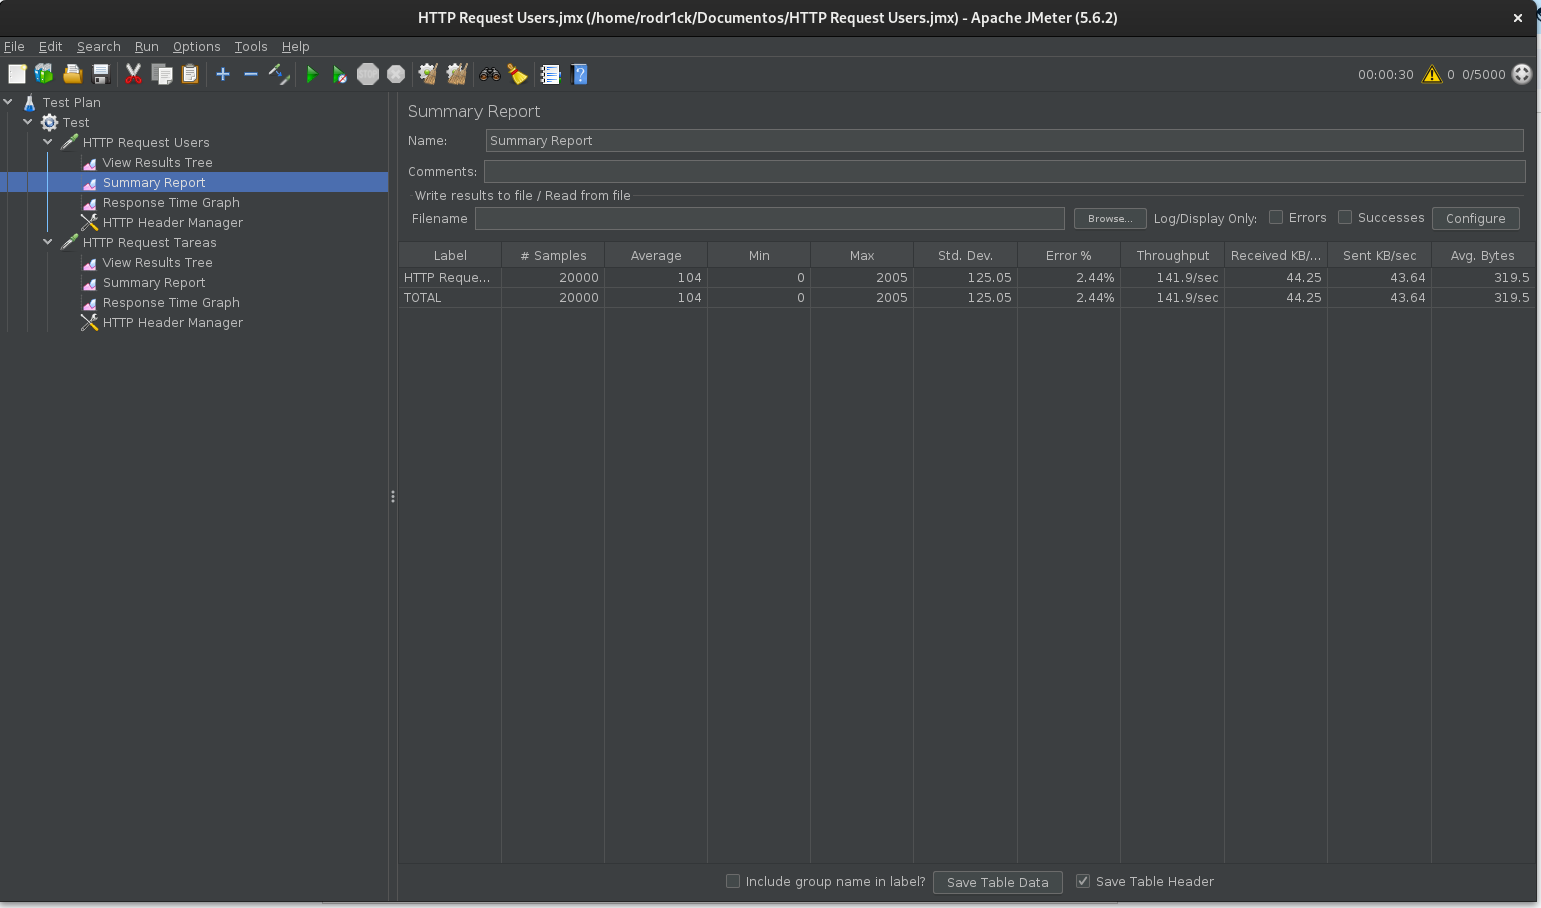 HTTP Request Users.jmx (/home/rodr1ck/Documentos/HTTP Request Users.jmx) - Apache JMeter (5.6.2)
File Edit Search Run Options Tools Help
00:00:30 0 0/5000
Test Plan
Test
HTTP Request Users
View Results Tree
Summary Report
Response Time Graph
HTTP Header Manager
HTTP Request Tareas
View Results Tree
Summary Report
Response Time Graph
HTTP Header Manager
Summary Report
Name: Summary Report
Comments:
Write results to file / Read from file
Filename Browse... Log/Display Only: Errors Successes Configure
Label # Samples Average Min Max Std. Dev. Error % Throughput Received KB/... Sent KB/sec Avg. Bytes
HTTP Reque... 20000 104 0 2005 125.05 2.44% 141.9/sec 44.25 43.64 319.5
TOTAL 20000 104 0 2005 125.05 2.44% 141.9/sec 44.25 43.64 319.5
Include group name in label? Save Table Data Save Table Header